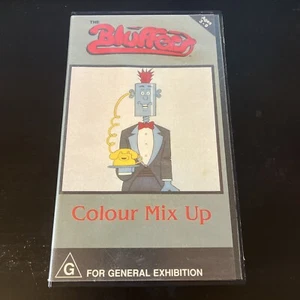 THE
Bluffers
Colour Mix Up
G FOR GENERAL EXHIBITION